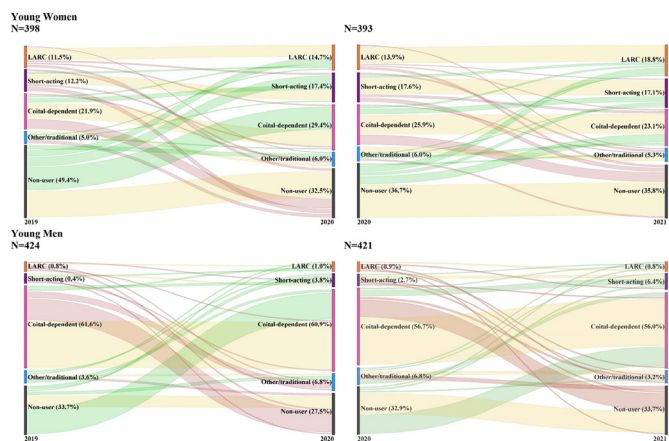 Young Women
N=398
N=393
LARC (11.5%)
LARC (14.7%)
LARC (13.9%)
LARC (18.8%)
Short-acting (12.2%)
Short-acting (17.4%)
Short-acting (17.6%)
Short-acting (17.1%)
Coital-dependent (21.9%)
Coital-dependent (29.4%)
Coital-dependent (25.9%)
Coital-dependent (23.1%)
Other/traditional (5.0%)
Other/traditional (6.0%)
Other/traditional (6.0%)
Other/traditional (5.3%)
Non-user (49.4%)
Non-user (32.5%)
Non-user (36.7%)
Non-user (35.8%)
2019
2020
2020
2021
Young Men
N=424
N=421
LARC (0.8%)
LARC (1.0%)
LARC (0.9%)
LARC (0.8%)
Short-acting (0.4%)
Short-acting (3.8%)
Short-acting (2.7%)
Short-acting (6.4%)
Coital-dependent (61.6%)
Coital-dependent (60.9%)
Coital-dependent (56.7%)
Coital-dependent (56.0%)
Other/traditional (3.6%)
Other/traditional (6.8%)
Other/traditional (6.8%)
Other/traditional (3.2%)
Non-user (33.7%)
Non-user (27.5%)
Non-user (32.9%)
Non-user (33.7%)
2019
2020
2020
2021